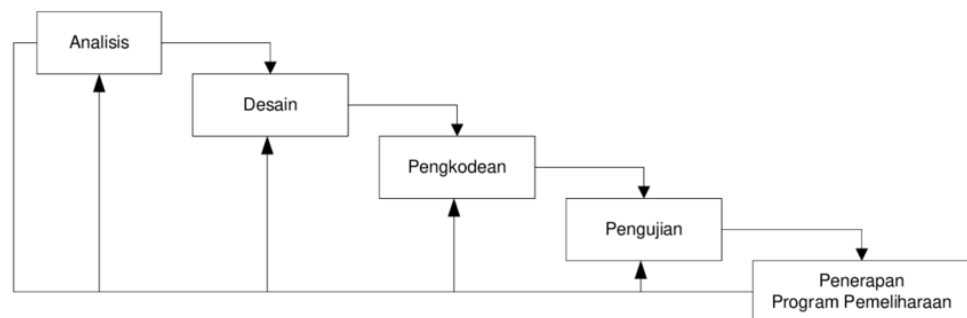 Analisis
Desain
Pengkodean
Pengujian
Penerapan
Program Pemeliharaan